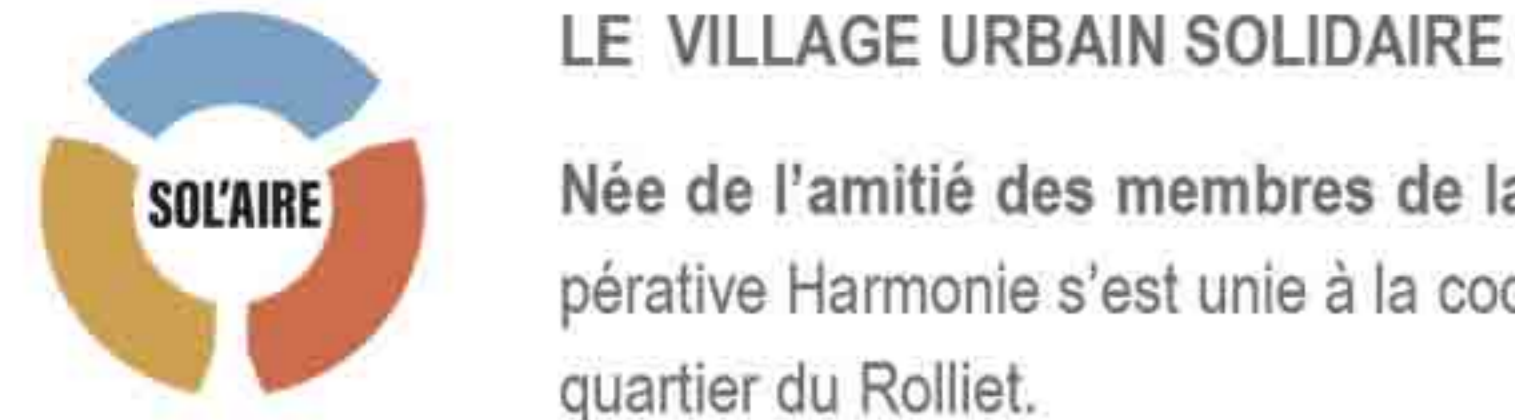 SOL'AIRE
LE VILLAGE URBAIN SOLIDAIRE
Née de l'amitié des membres de la
pérative Harmonie s'est unie à la
quartier du Rolliet.